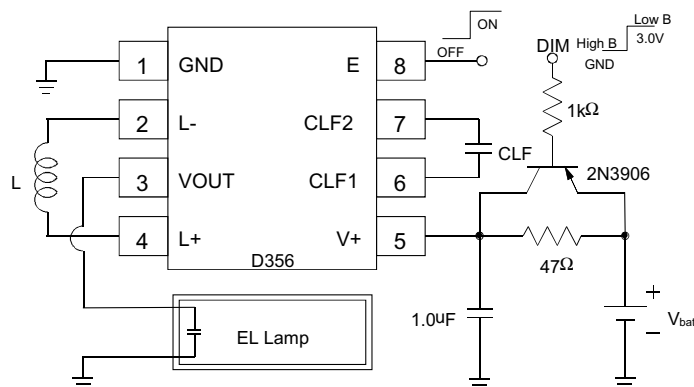 Low B
ON
High B 3.0V
OFF DIM
GND
1 GND E 8
1kΩ
2 L- CLF2 7
CLF
L 3 VOUT CLF1 6 2N3906
4 L+ V+ 5
D356 47Ω
1.0uF EL Lamp + Vbat
−